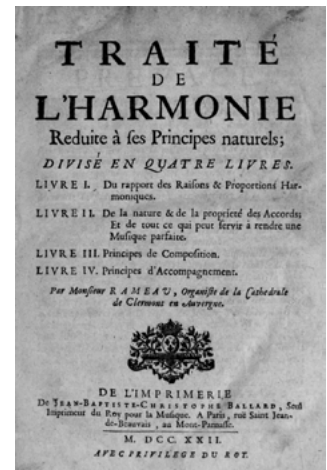 TRAITÉ
DE
L'HARMONIE
Reduite à ses Principes naturels;
DIVISÉ EN QUATRE LIVRES.
LIVRE I. Du rapport des Raisons & Proportions Har-
moniques.
LIVRE II. De la nature & de la proprieté des Accords;
Et de tout ce qui peut servir à rendre une
Musique parfaite.
LIVRE III. Principes de Composition.
LIVRE IV. Principes d'Accompagnement.
Par Monsieur RAMEAU, Organiste de la Cathedrale
de Clermont en Auvergne.
DE L'IMPRIMERIE
De JEAN-BAPTISTE-CHRISTOPHE BALLARD, Seul
Imprimeur du Roy pour la Musique. A Paris, ruë Saint Jean-
de-Beauvais, au Mont-Parnasse.
M. DCC. XXII.
AVEC PRIVILEGE DU ROY.